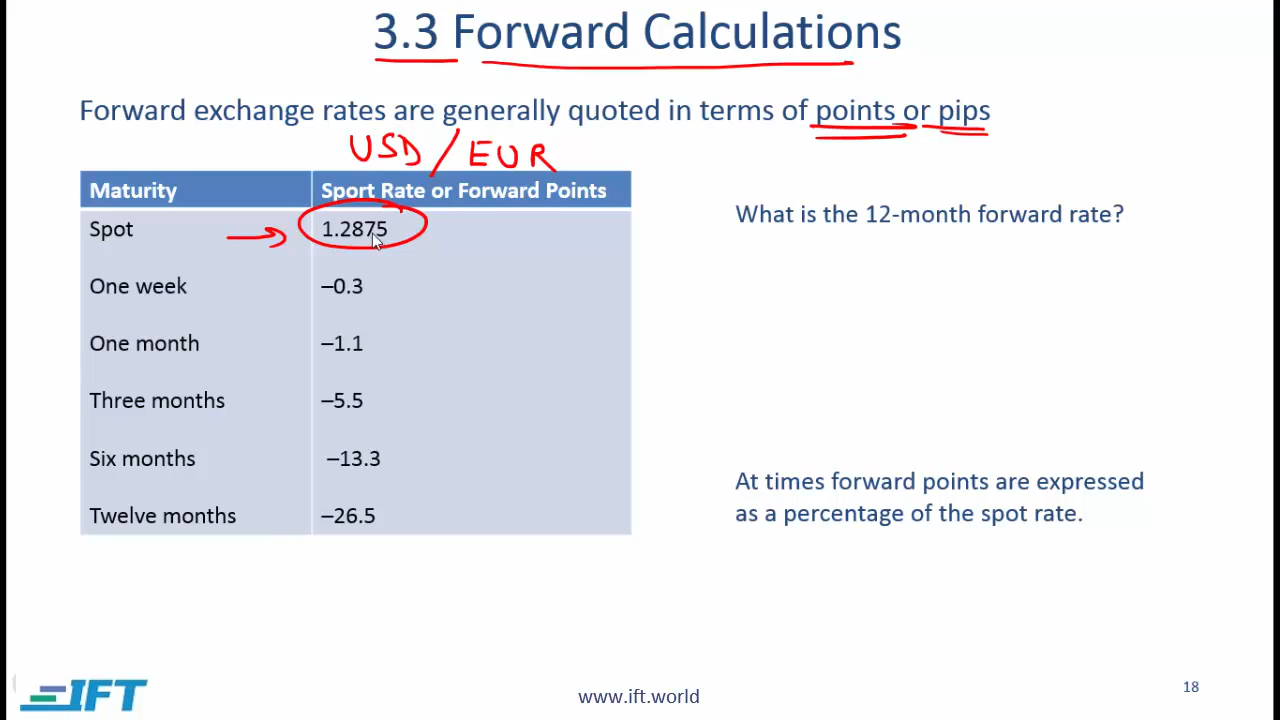 3.3 Forward Calculations
Forward exchange rates are generally quoted in terms of points or pips
USD/EUR
Maturity Sport Rate or Forward Points
Spot 1.2875
One week –0.3
One month –1.1
Three months –5.5
Six months –13.3
Twelve months –26.5
What is the 12-month forward rate?
At times forward points are expressed
as a percentage of the spot rate.
IFT
www.ift.world
18